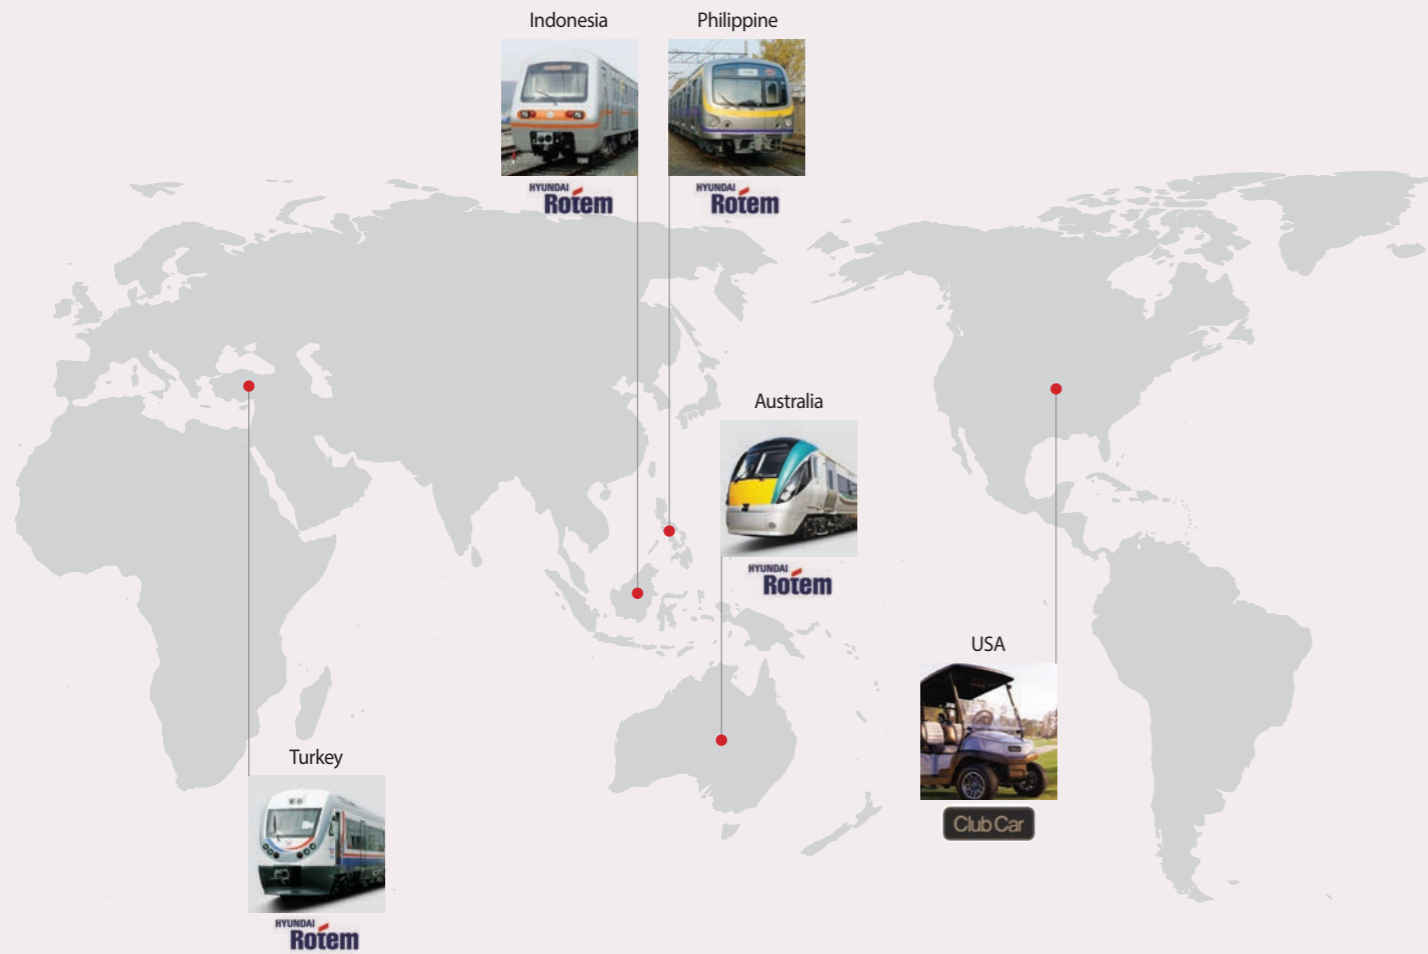 Indonesia
HYUNDAI
Rotem
Philippine
HYUNDAI
Rotem
Australia
HYUNDAI
Rotem
USA
Club Car
Turkey
HYUNDAI
Rotem